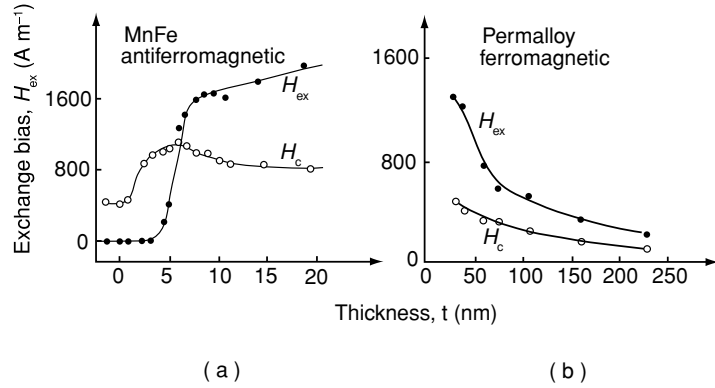 MnFe
antiferromagnetic
Exchange bias, Hex (A m–1)
1600
800
0
Hex
Hc
0 5 10 15 20
Permalloy
ferromagnetic
1600
800
0
Hex
Hc
0 50 100 150 200 250
Thickness, t (nm)
( a ) ( b )